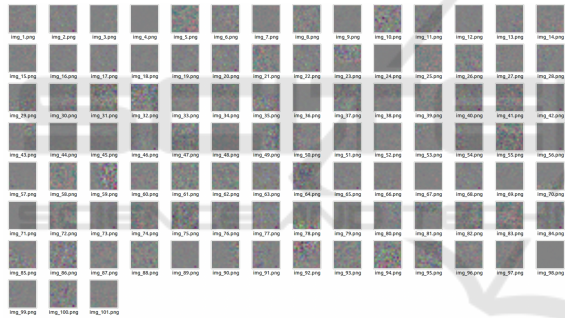 img_1.png img_2.png img_3.png img_4.png img_5.png img_6.png img_7.png img_8.png img_9.png img_10.png img_11.png img_12.png img_13.png img_14.png
img_15.png img_16.png img_17.png img_18.png img_19.png img_20.png img_21.png img_22.png img_23.png img_24.png img_25.png img_26.png img_27.png img_28.png
img_29.png img_30.png img_31.png img_32.png img_33.png img_34.png img_35.png img_36.png img_37.png img_38.png img_39.png img_40.png img_41.png img_42.png
img_43.png img_44.png img_45.png img_46.png img_47.png img_48.png img_49.png img_50.png img_51.png img_52.png img_53.png img_54.png img_55.png img_56.png
img_57.png img_58.png img_59.png img_60.png img_61.png img_62.png img_63.png img_64.png img_65.png img_66.png img_67.png img_68.png img_69.png img_70.png
SCIENCE AND TECH
img_71.png img_72.png img_73.png img_74.png img_75.png img_76.png img_77.png img_78.png img_79.png img_80.png img_81.png img_82.png img_83.png img_84.png
img_85.png img_86.png img_87.png img_88.png img_89.png img_90.png img_91.png img_92.png img_93.png img_94.png img_95.png img_96.png img_97.png img_98.png
img_99.png img_100.png img_101.png